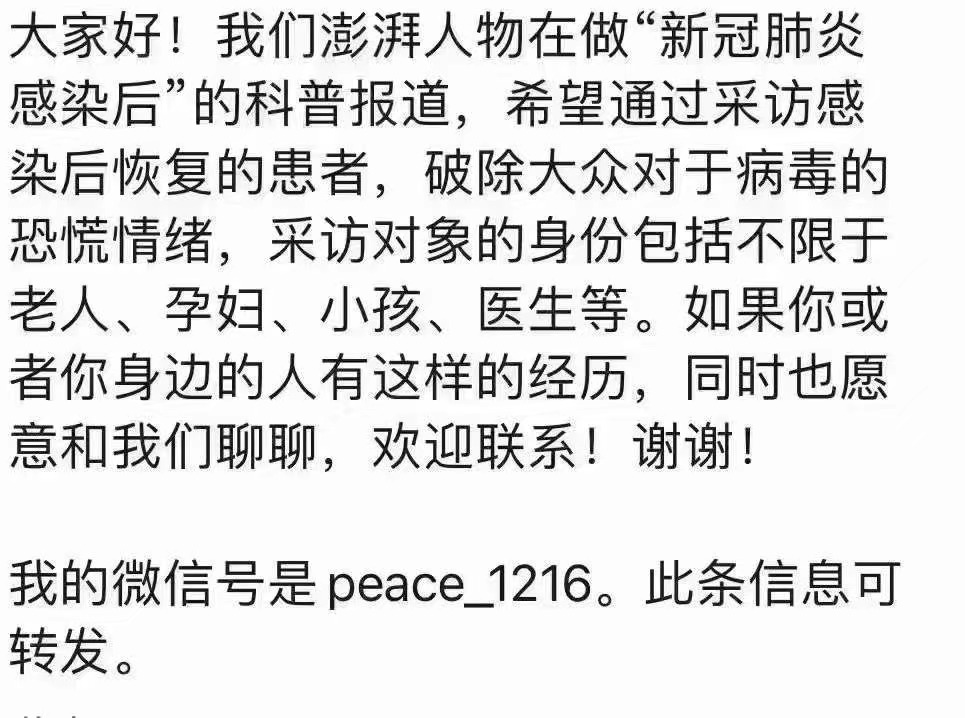 大家好！我们澎湃人物在做“新冠肺炎
感染后”的科普报道，希望通过采访感
染后恢复的患者，破除大众对于病毒的
恐慌情绪，采访对象的身份包括不限于
老人、孕妇、小孩、医生等。如果你或
者你身边的人有这样的经历，同时也愿
意和我们聊聊，欢迎联系！谢谢！
我的微信号是peace_1216。此条信息可
转发。